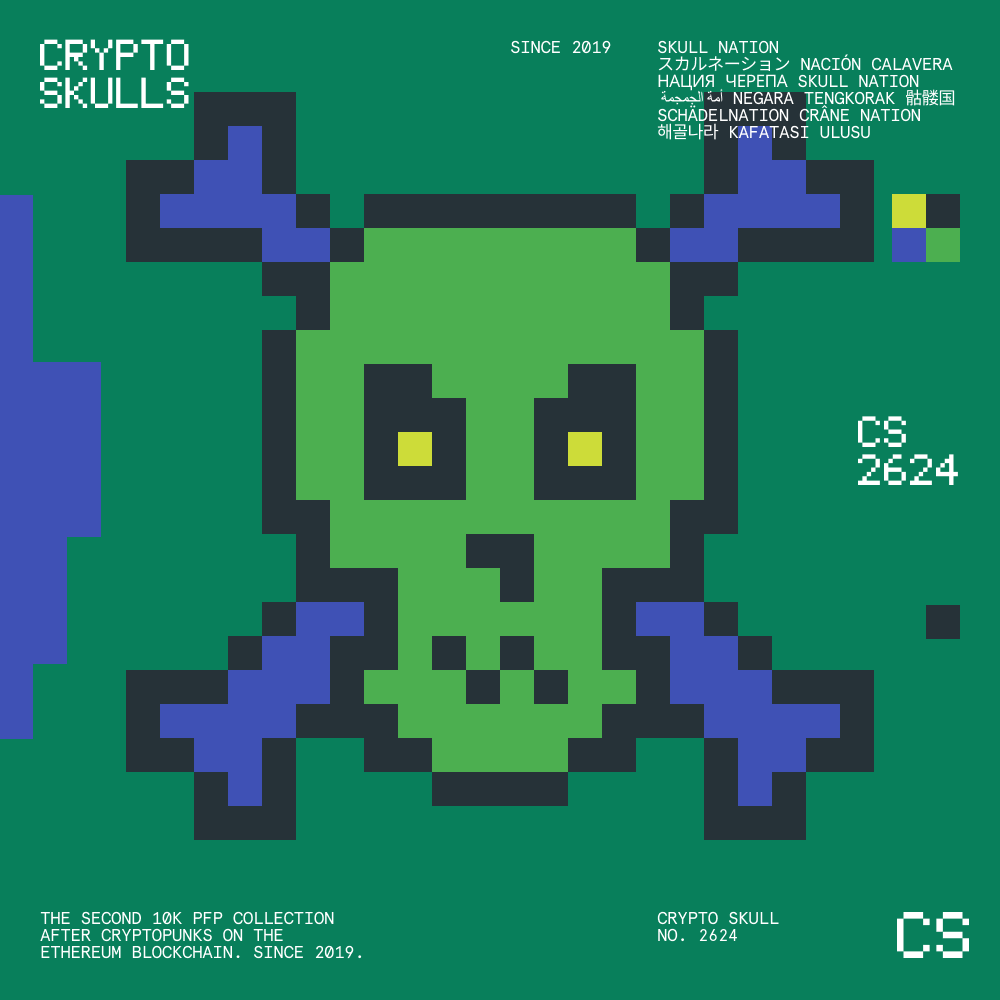 CRYPTO
SKULLS
SINCE 2019
SKULL NATION
スカルネーション NACIÓN CALAVERA
НАЦИЯ ЧЕРЕПА SKULL NATION
أمة الجمجمة NEGARA TENGKORAK 骷髅国
SCHÄDELNATION CRÂNE NATION
해골나라 KAFATASI ULUSU
CS
2624
THE SECOND 10K PFP COLLECTION
AFTER CRYPTOPUNKS ON THE
ETHEREUM BLOCKCHAIN. SINCE 2019.
CRYPTO SKULL
NO. 2624
CS